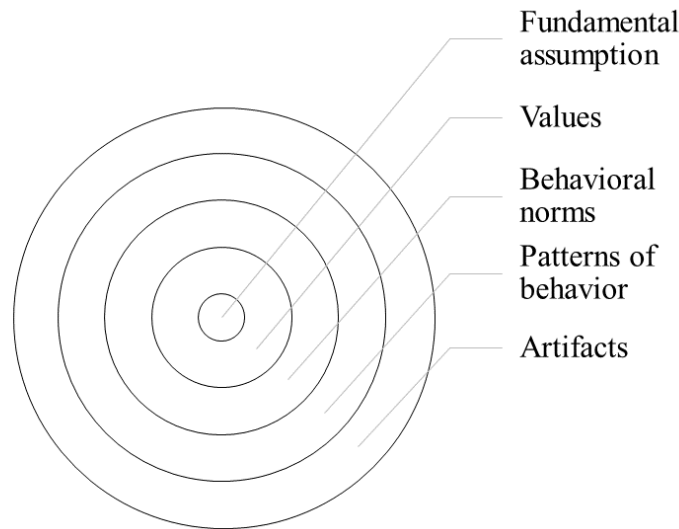 Fundamental
assumption
Values
Behavioral
norms
Patterns of
behavior
Artifacts